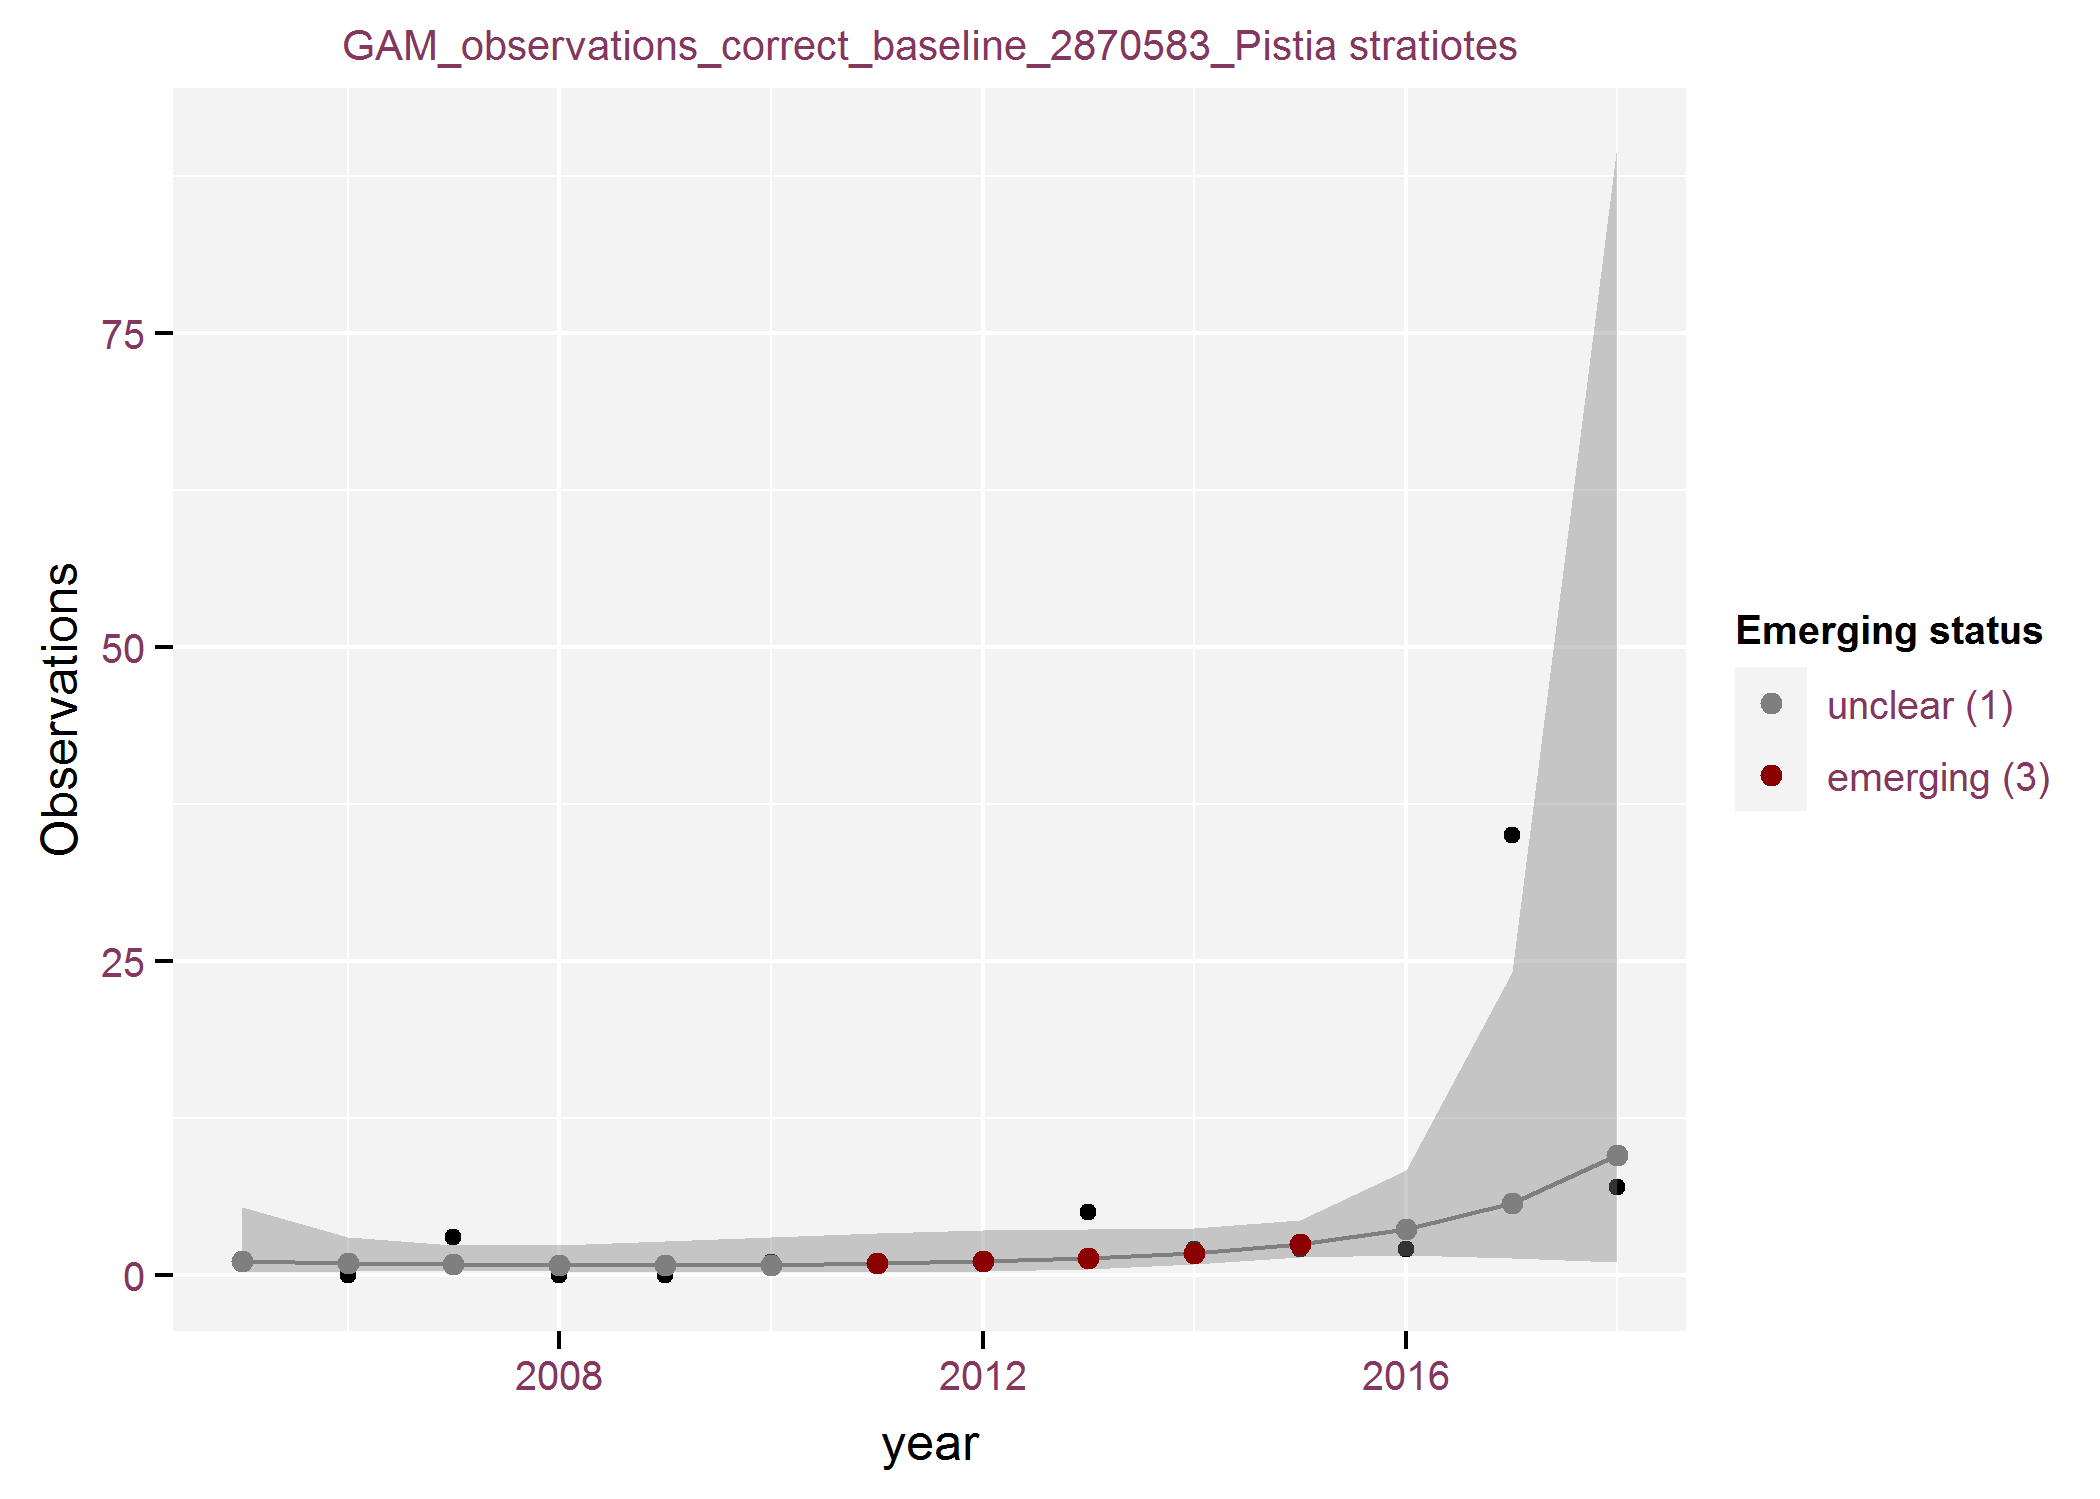 GAM_observations_correct_baseline_2870583_Pistia stratiotes
Observations
75
50
25
0
2008
2012
2016
year
Emerging status
unclear (1)
emerging (3)